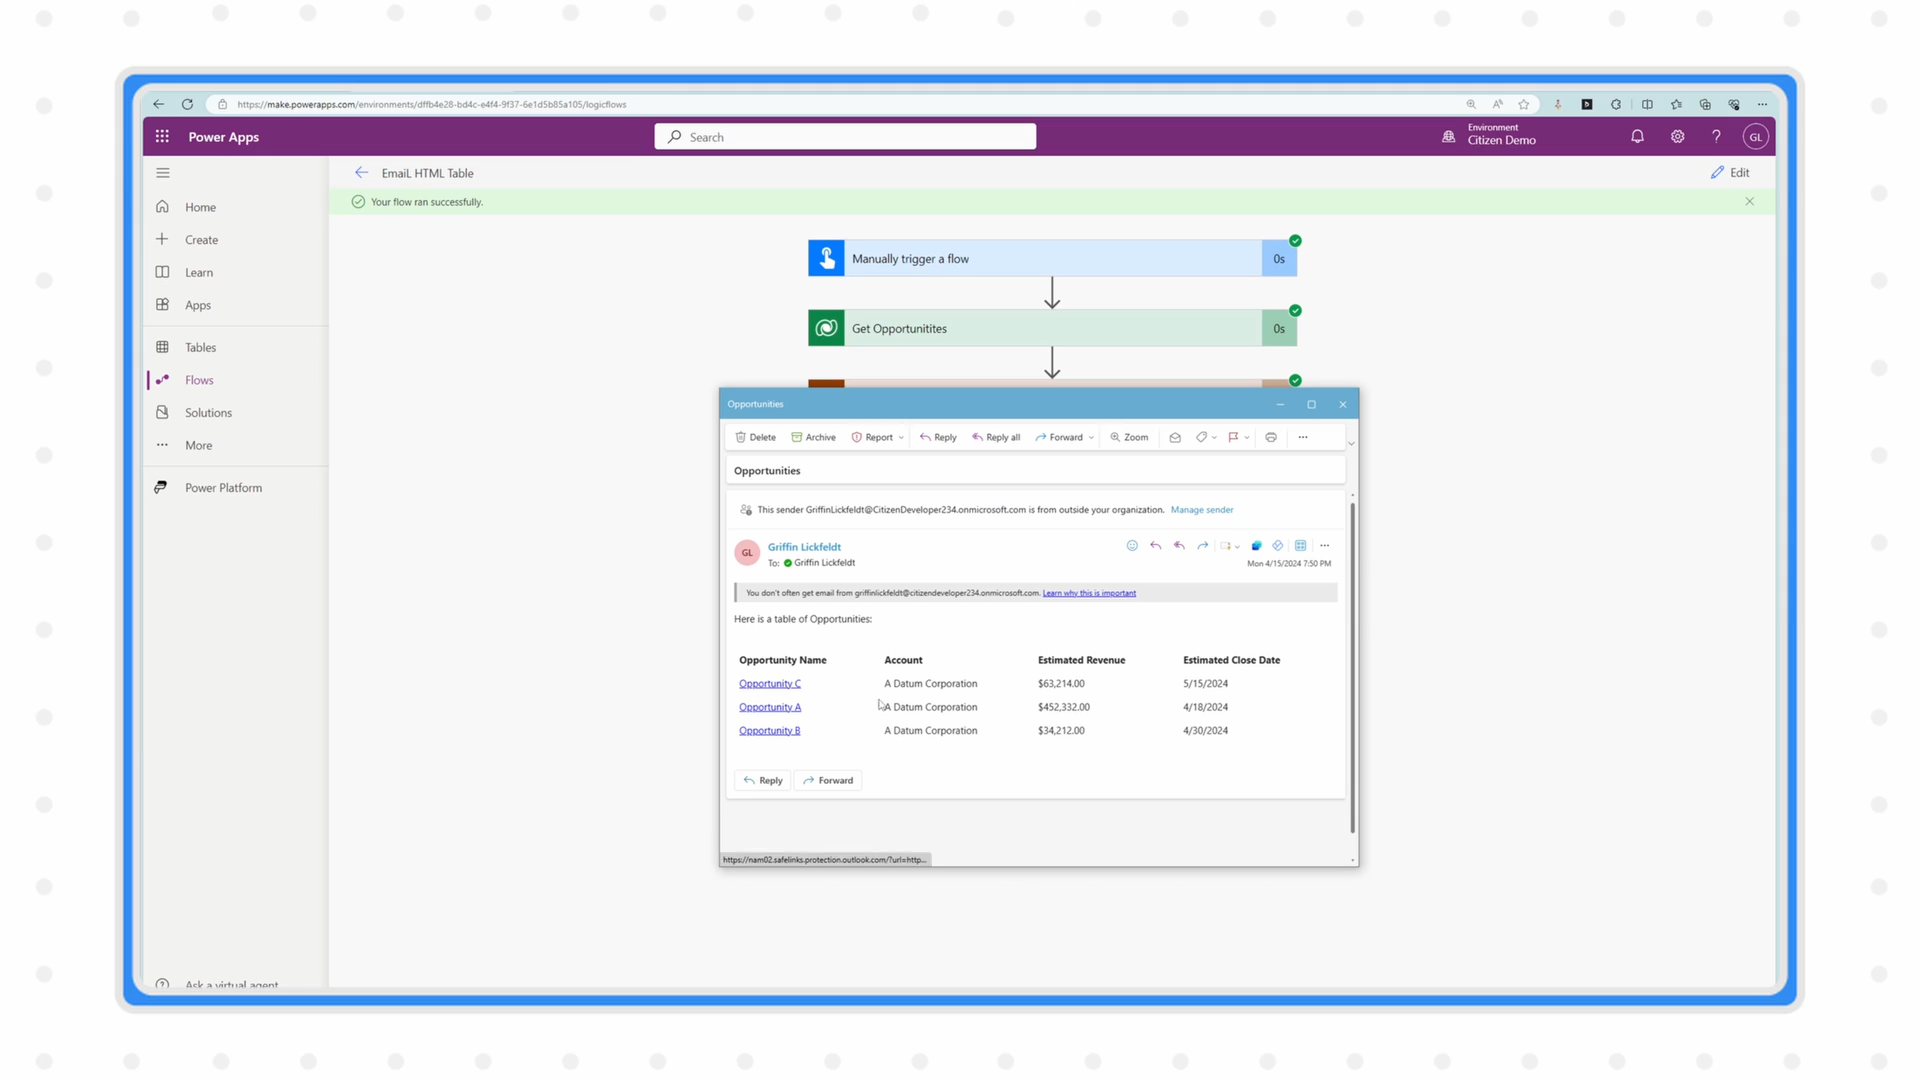 https://make.powerapps.com/environments/dffb4e28-bd4c-e4f4-9f37-6e1d5b85a105/logicflows
Power Apps
Search
Environment
Citizen Demo
GL
EmaiL HTML Table
Edit
Your flow ran successfully.
Home
Create
Learn
Apps
Tables
Flows
Solutions
More
Power Platform
Ask a virtual agent
Manually trigger a flow
0s
Get Opportunitites
0s
Opportunities
Delete
Archive
Report
Reply
Reply all
Forward
Zoom
Opportunities
This sender GriffinLickfeldt@CitizenDeveloper234.onmicrosoft.com is from outside your organization. Manage sender
GL
Griffin Lickfeldt
To: Griffin Lickfeldt
Mon 4/15/2024 7:50 PM
You don't often get email from griffinlickfeldt@citizendeveloper234.onmicrosoft.com. Learn why this is important
Here is a table of Opportunities:
Opportunity Name Account Estimated Revenue Estimated Close Date
Opportunity C A Datum Corporation $63,214.00 5/15/2024
Opportunity A A Datum Corporation $452,332.00 4/18/2024
Opportunity B A Datum Corporation $34,212.00 4/30/2024
Reply
Forward
https://nam02.safelinks.protection.outlook.com/?url=http...